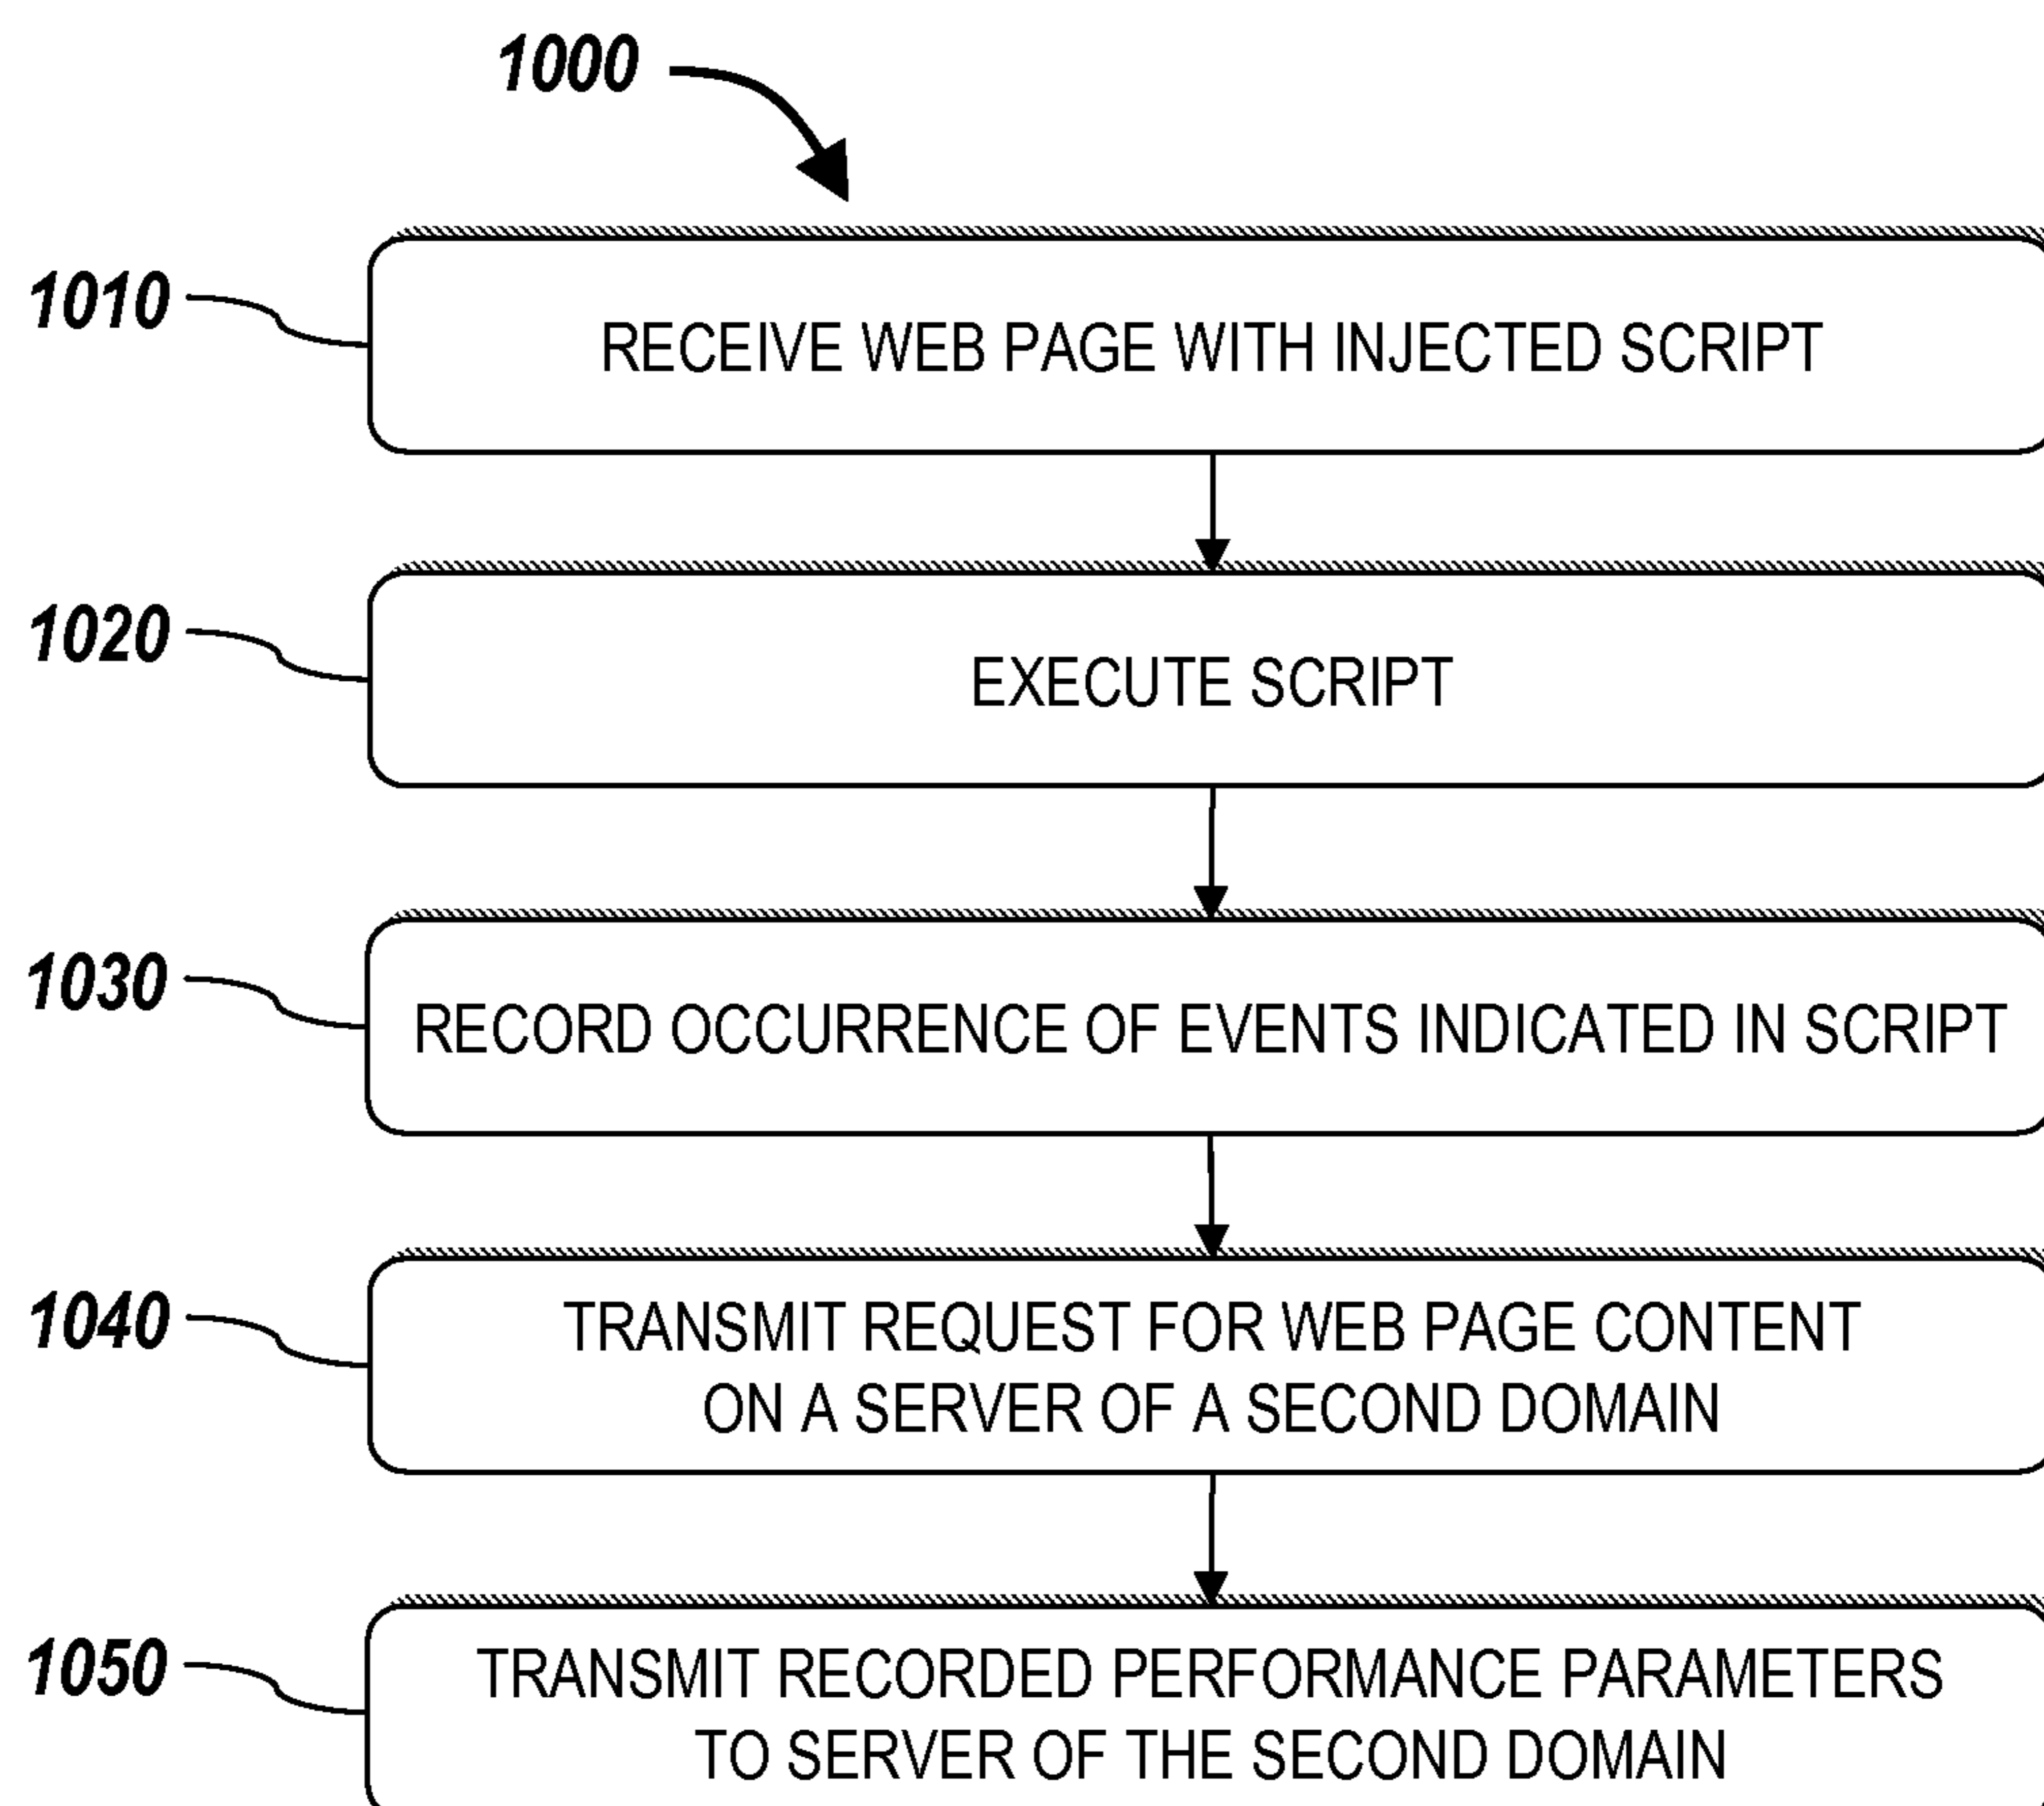 1000
1010
RECEIVE WEB PAGE WITH INJECTED SCRIPT
1020
EXECUTE SCRIPT
1030
RECORD OCCURRENCE OF EVENTS INDICATED IN SCRIPT
1040
TRANSMIT REQUEST FOR WEB PAGE CONTENT
ON A SERVER OF A SECOND DOMAIN
1050
TRANSMIT RECORDED PERFORMANCE PARAMETERS
TO SERVER OF THE SECOND DOMAIN